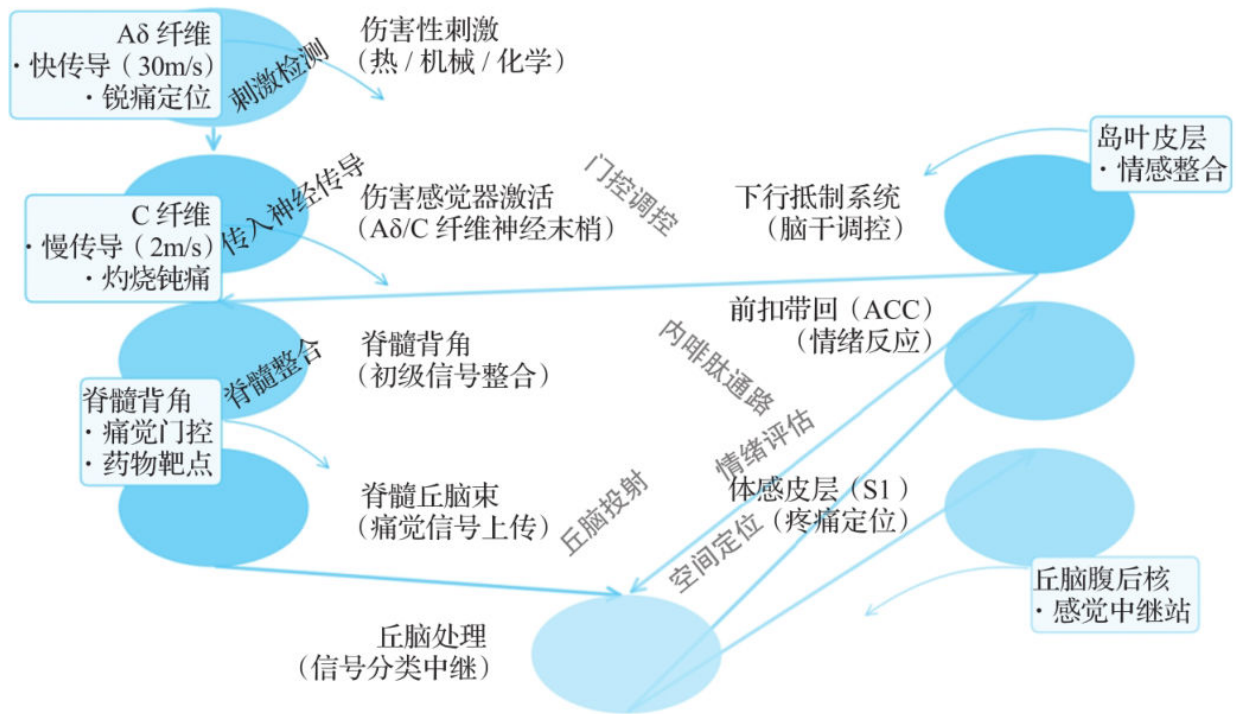 Aδ 纤维
· 快传导（30m/s）
· 锐痛定位
刺激检测
伤害性刺激
（热 / 机械 / 化学）
C 纤维
· 慢传导（2m/s）
· 灼烧钝痛
传入神经传导
伤害感觉器激活
（Aδ/C 纤维神经末梢）
门控调控
下行抵制系统
（脑干调控）
岛叶皮层
· 情感整合
脊髓整合
脊髓背角
（初级信号整合）
内啡肽通路
前扣带回（ACC）
（情绪反应）
脊髓背角
· 痛觉门控
· 药物靶点
脊髓丘脑束
（痛觉信号上传）
丘脑投射
情绪评估
空间定位
体感皮层（S1）
（疼痛定位）
丘脑腹后核
· 感觉中继站
丘脑处理
（信号分类中继）